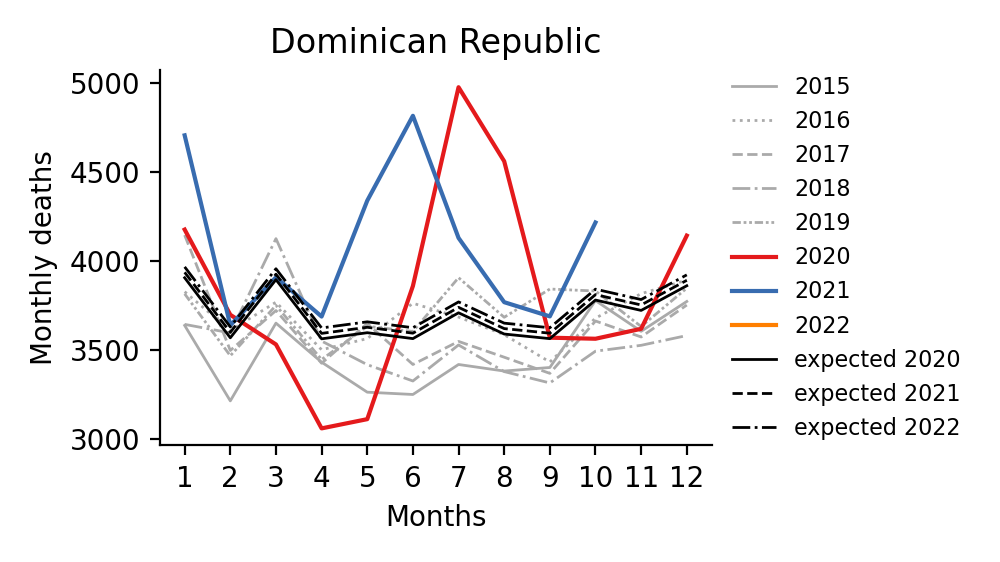 Dominican Republic
5000
4500
4000
3500
3000
Monthly deaths
1 2 3 4 5 6 7 8 9 10 11 12
Months
2015
2016
2017
2018
2019
2020
2021
2022
expected 2020
expected 2021
expected 2022